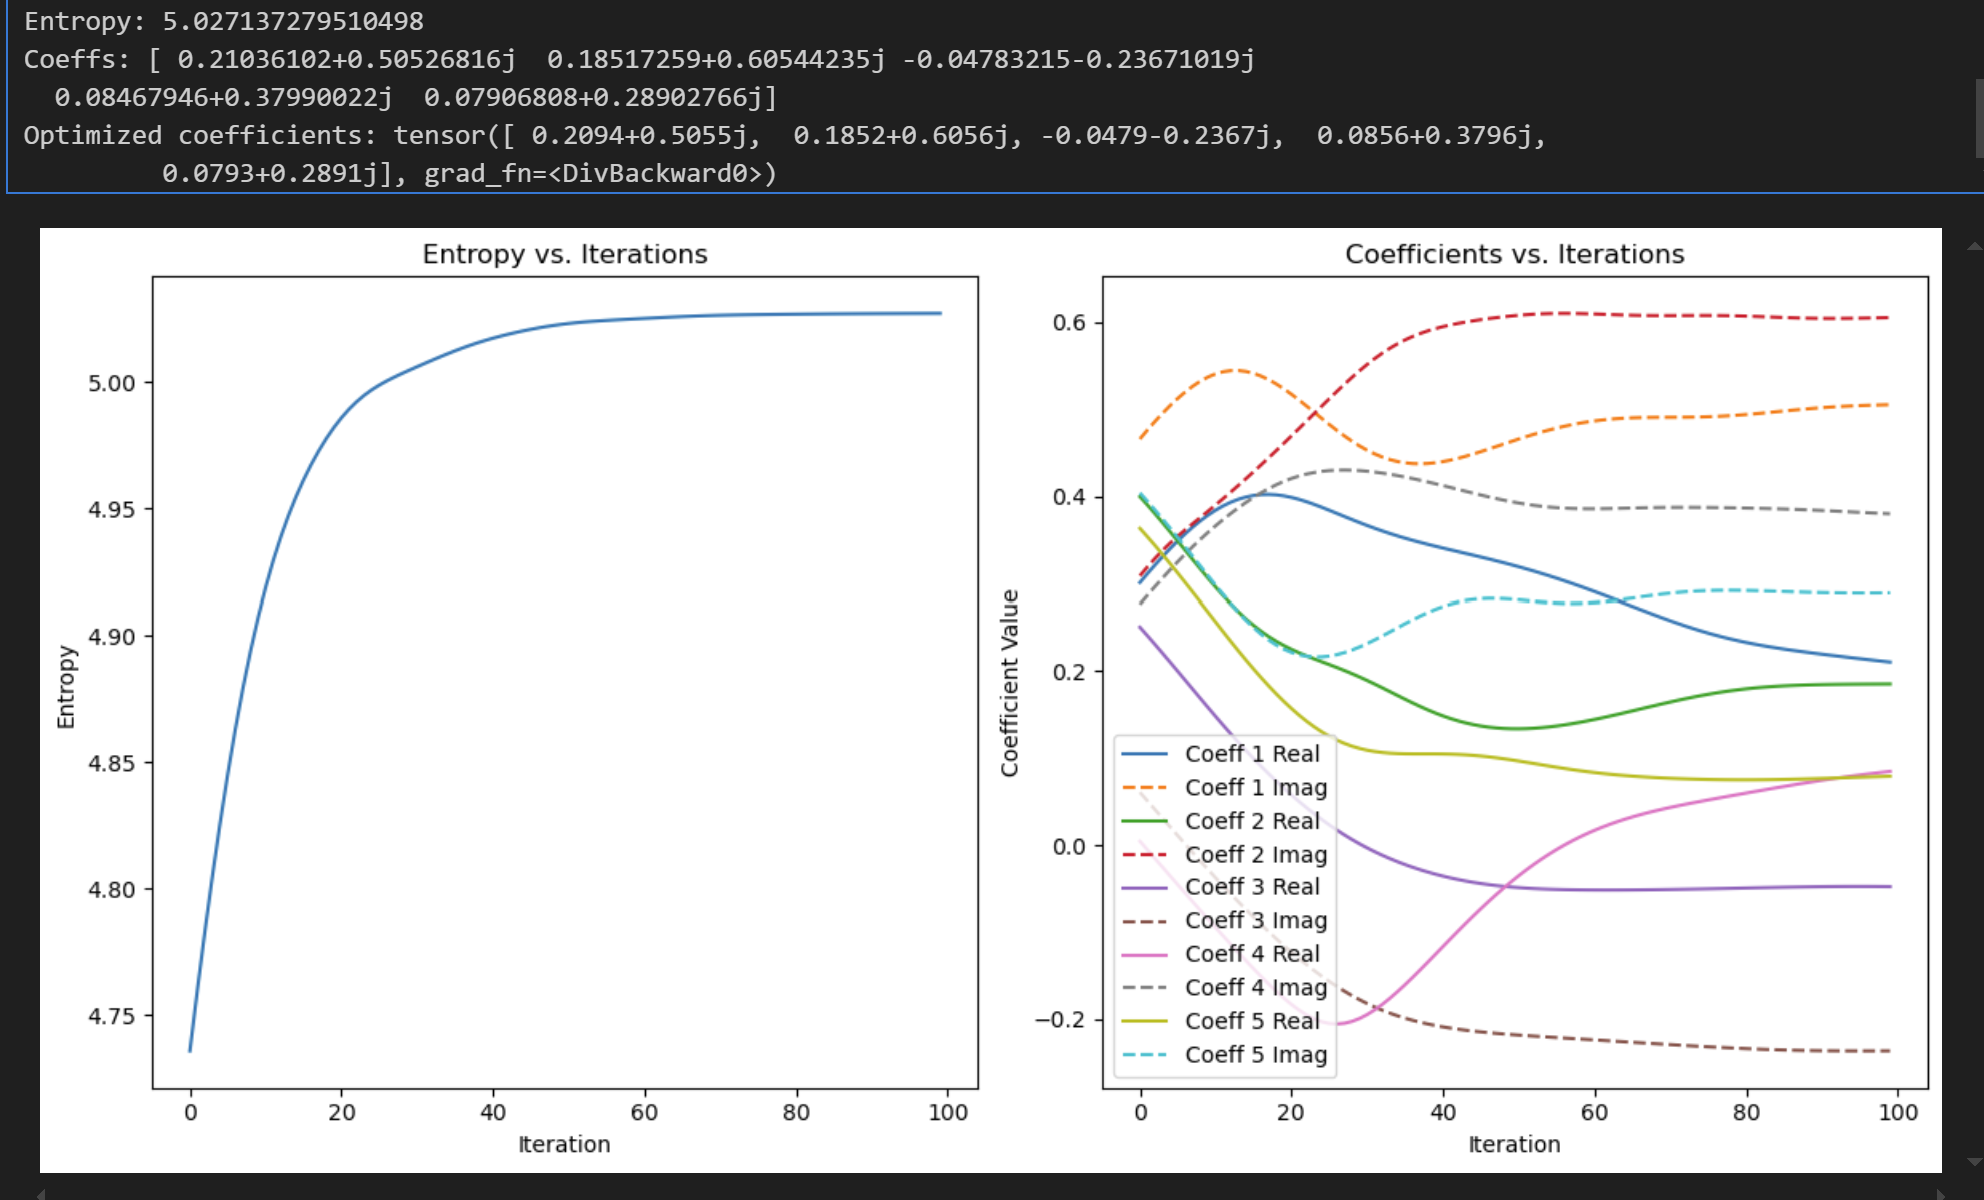 Entropy: 5.027137279510498
Coeffs: [ 0.21036102+0.50526816j  0.18517259+0.60544235j -0.04783215-0.23671019j
  0.08467946+0.37990022j  0.07906808+0.28902766j]
Optimized coefficients: tensor([ 0.2094+0.5055j,  0.1852+0.6056j, -0.0479-0.2367j,  0.0856+0.3796j,
         0.0793+0.2891j], grad_fn=<DivBackward0>)
Entropy vs. Iterations
5.00
4.95
4.90
4.85
4.80
4.75
Entropy
0 20 40 60 80 100
Iteration
Coefficients vs. Iterations
0.6
0.4
0.2
0.0
−0.2
Coefficient Value
Coeff 1 Real
Coeff 1 Imag
Coeff 2 Real
Coeff 2 Imag
Coeff 3 Real
Coeff 3 Imag
Coeff 4 Real
Coeff 4 Imag
Coeff 5 Real
Coeff 5 Imag
0 20 40 60 80 100
Iteration